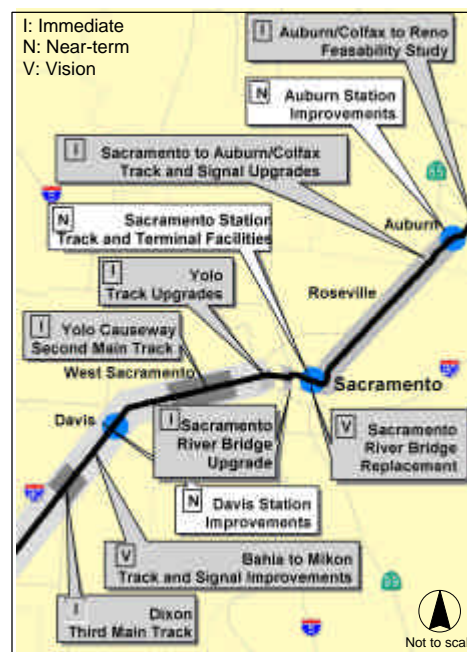 I: Immediate
N: Near-term
V: Vision
I Auburn/Colfax to Reno
Feasability Study
N Auburn Station
Improvements
I Sacramento to Auburn/Colfax
Track and Signal Upgrades
Auburn
N Sacramento Station
Track and Terminal Facilities
I Yolo
Track Upgrades
Roseville
I Yolo Causeway
Second Main Track
West Sacramento
Sacramento
Davis
I Sacramento
River Bridge
Upgrade
V Sacramento
River Bridge
Replacement
N Davis Station
Improvements
V Bahia to Mikon
Track and Signal Improvements
I Dixon
Third Main Track
Not to scal